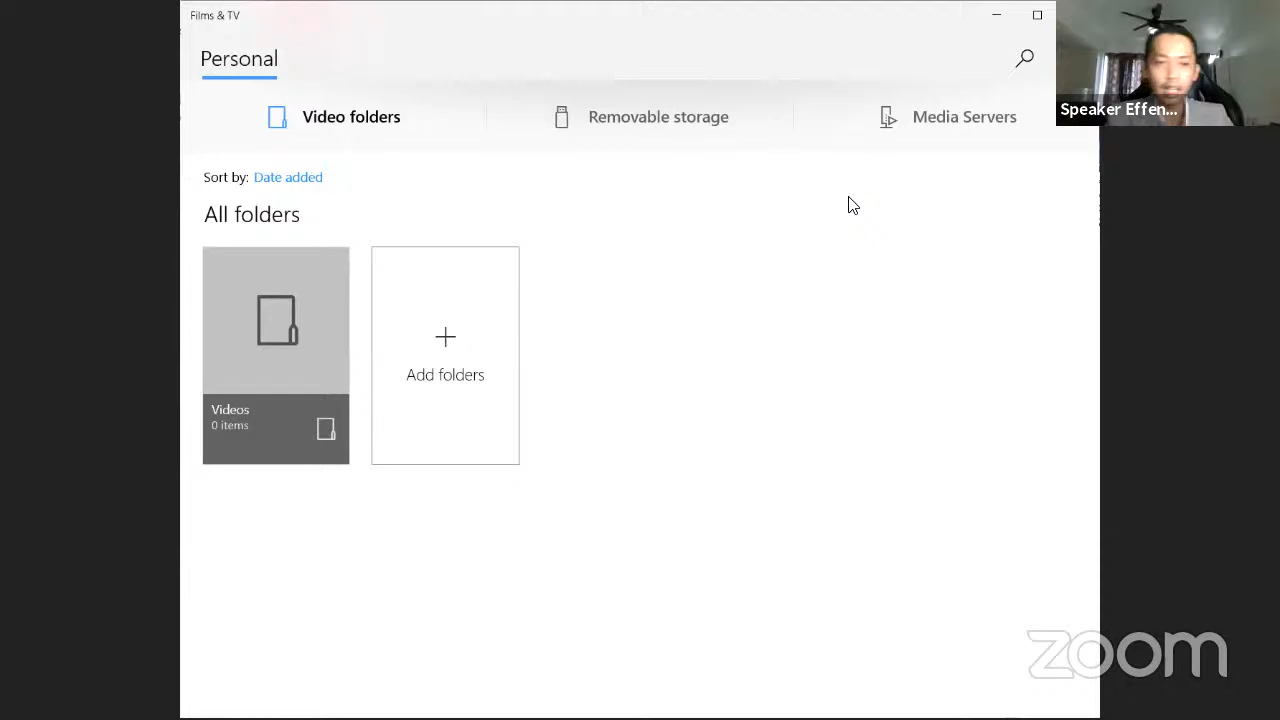 Films & TV
Personal
Video folders
Removable storage
Media Servers
Speaker Effen...
Sort by: Date added
All folders
Add folders
Videos
0 items
zoom